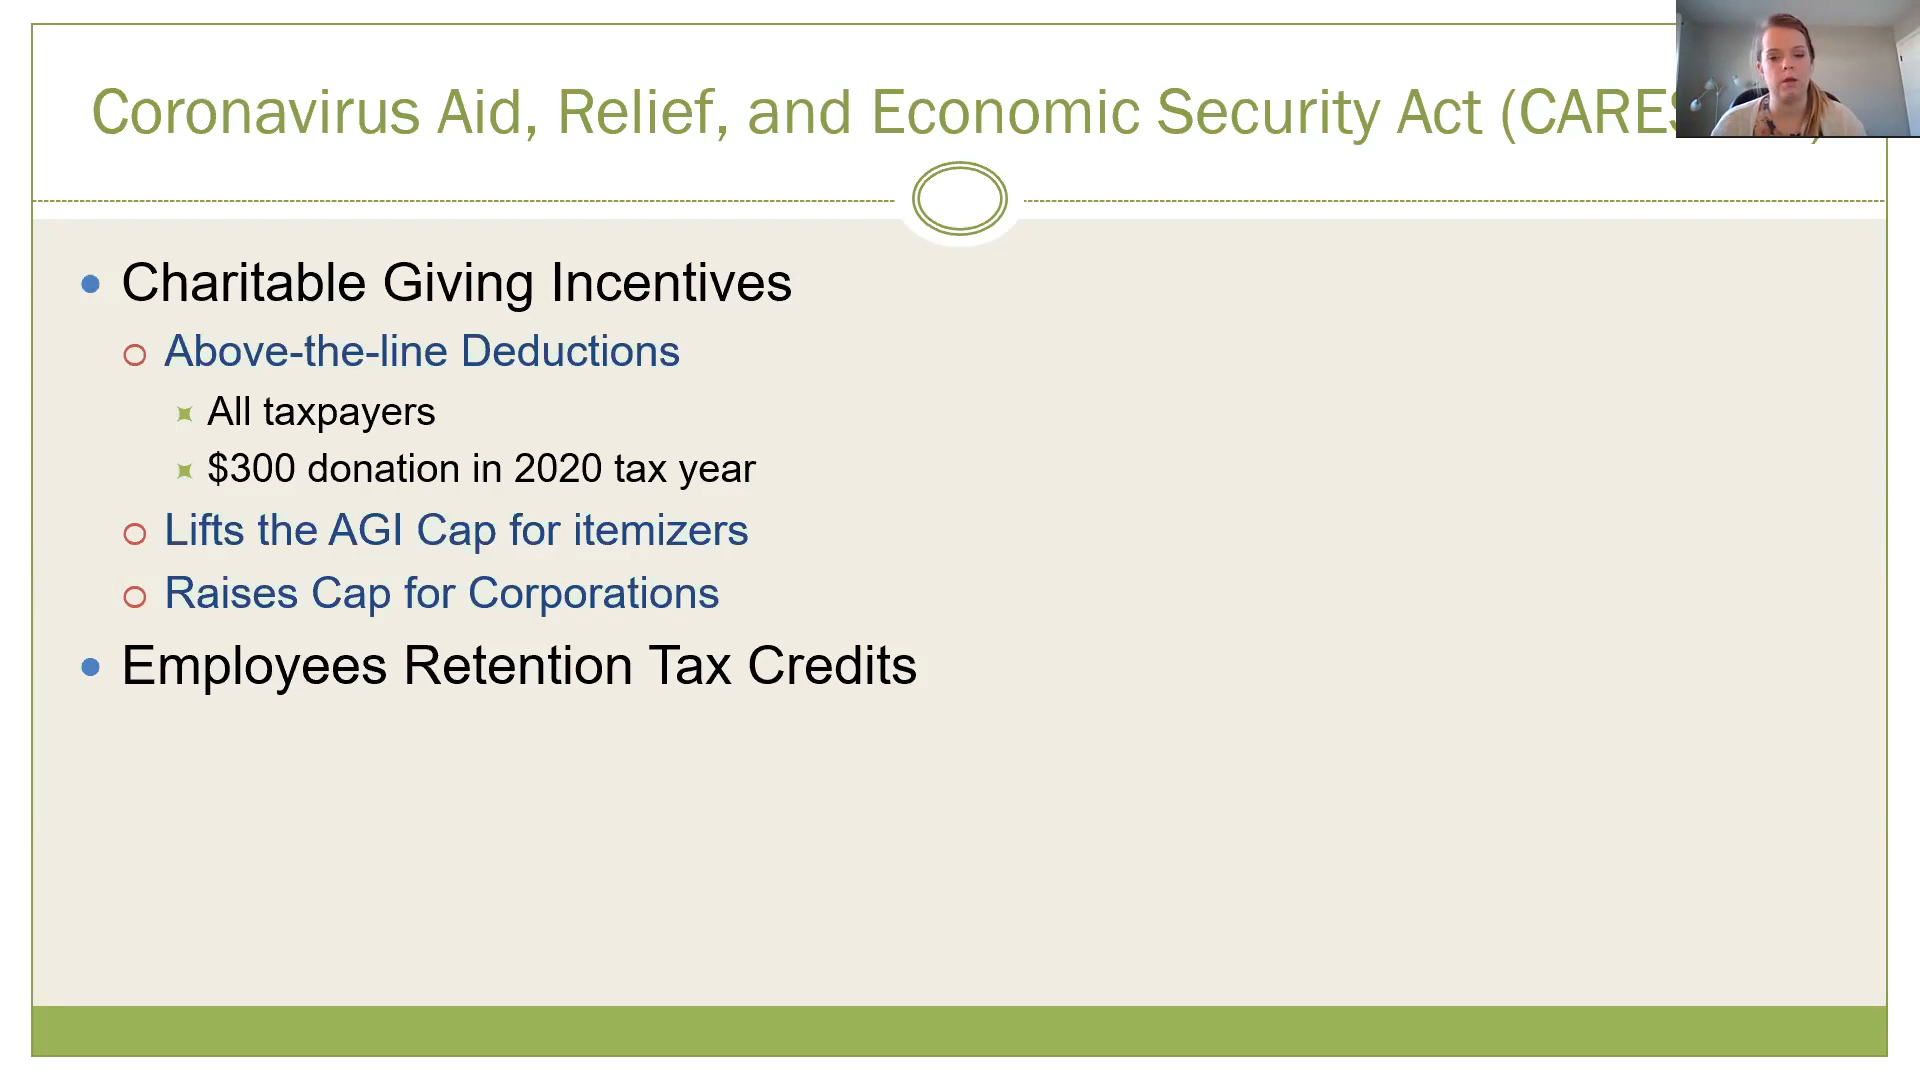 Coronavirus Aid, Relief, and Economic Security Act (CARES
Charitable Giving Incentives
Above-the-line Deductions
All taxpayers
$300 donation in 2020 tax year
Lifts the AGI Cap for itemizers
Raises Cap for Corporations
Employees Retention Tax Credits